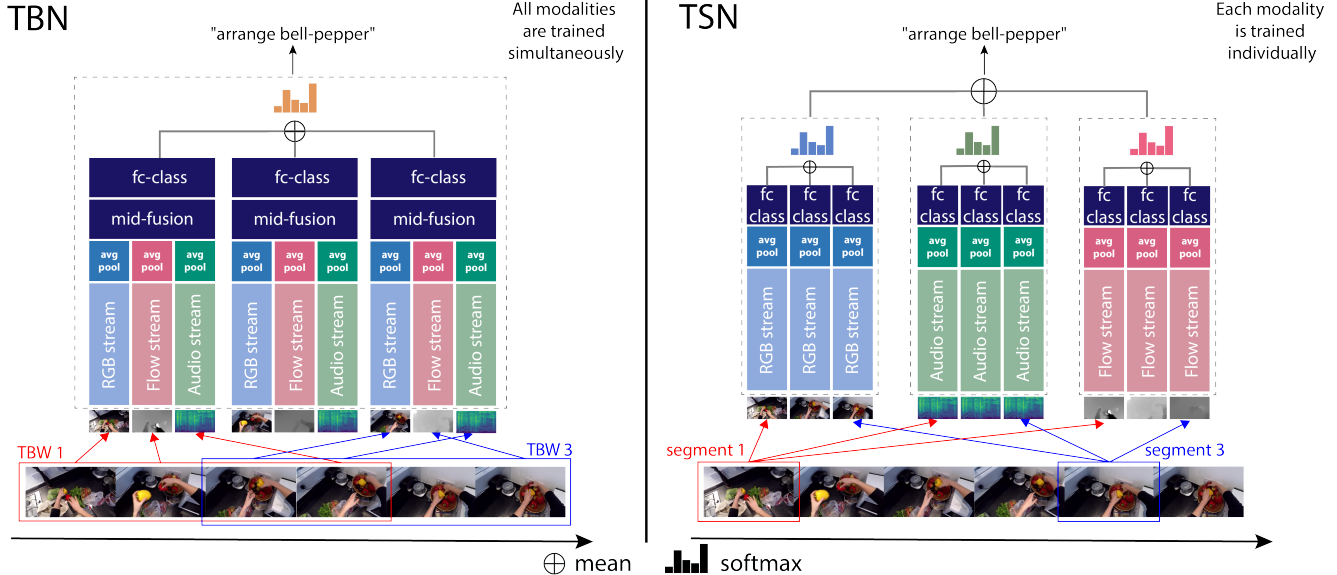 TBN
All modalities
are trained
simultaneously
"arrange bell-pepper"
fc-class
fc-class
fc-class
mid-fusion
mid-fusion
mid-fusion
avg
pool
avg
pool
avg
pool
avg
pool
avg
pool
avg
pool
avg
pool
avg
pool
avg
pool
RGB stream
Flow stream
Audio stream
RGB stream
Flow stream
Audio stream
RGB stream
Flow stream
Audio stream
TBW 1
TBW 3
TSN
Each modality
is trained
individually
"arrange bell-pepper"
fc
class
fc
class
fc
class
fc
class
fc
class
fc
class
fc
class
fc
class
fc
class
avg
pool
avg
pool
avg
pool
avg
pool
avg
pool
avg
pool
avg
pool
avg
pool
avg
pool
RGB stream
RGB stream
RGB stream
Audio stream
Audio stream
Audio stream
Flow stream
Flow stream
Flow stream
segment 1
segment 3
mean
softmax